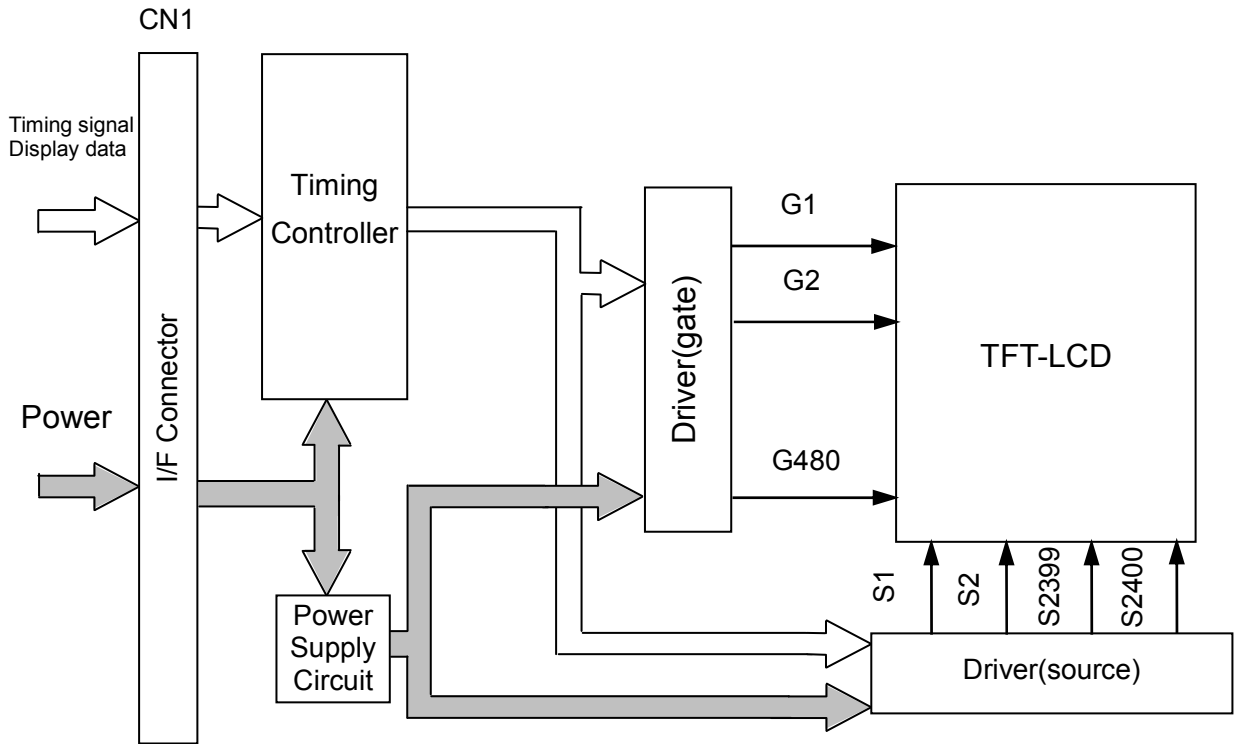 CN1
Timing signal
Display data
Power
I/F Connector
Timing
Controller
Power
Supply
Circuit
Driver(gate)
G1
G2
G480
TFT-LCD
S1
S2
S2399
S2400
Driver(source)